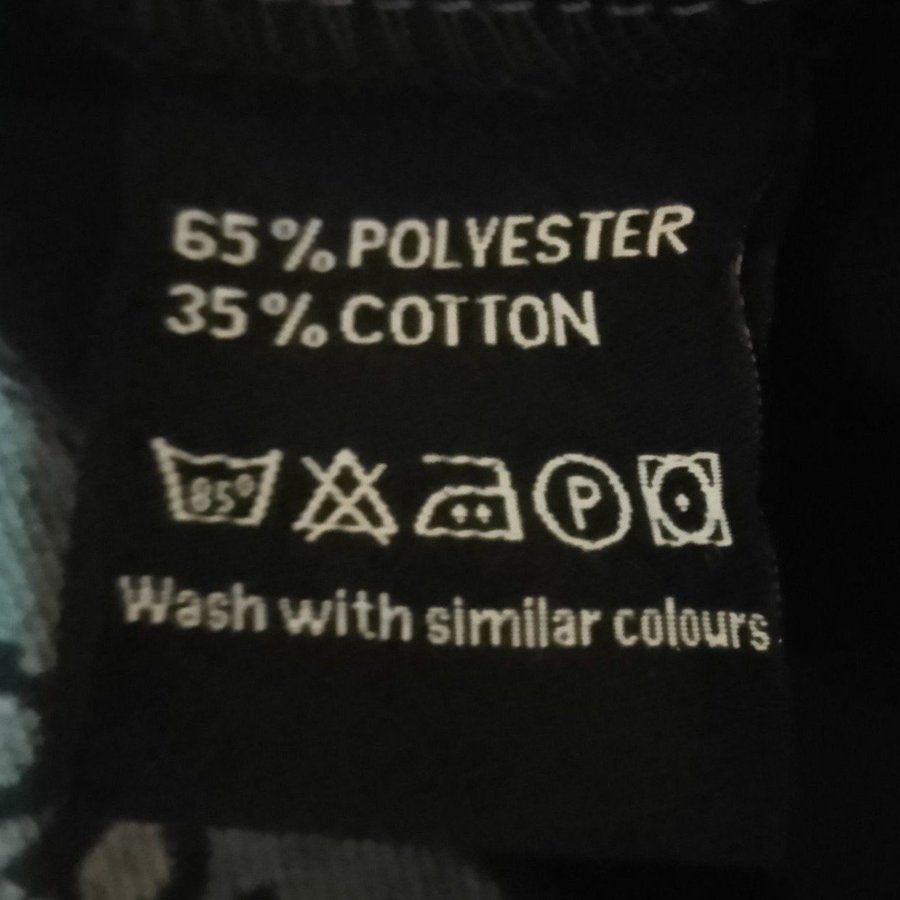 65% POLYESTER
35% COTTON
85°
P
Wash with similar colours